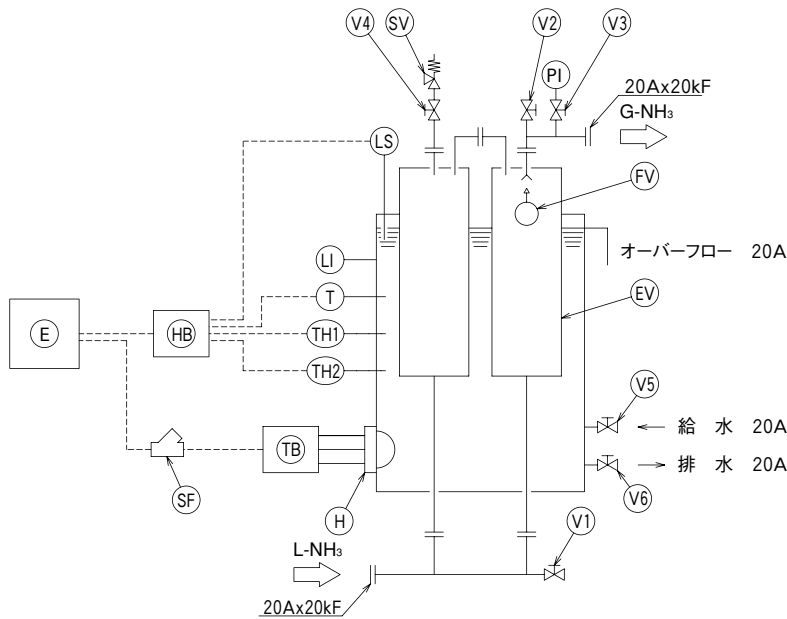 V4
SV
V2
V3
PI
20Ax20kF
G-NH₃
LS
FV
オーバーフロー 20A
LI
T
EV
E
HB
TH1
TH2
V5
給 水 20A
TB
排 水 20A
SF
H
V6
V1
L-NH₃
20Ax20kF